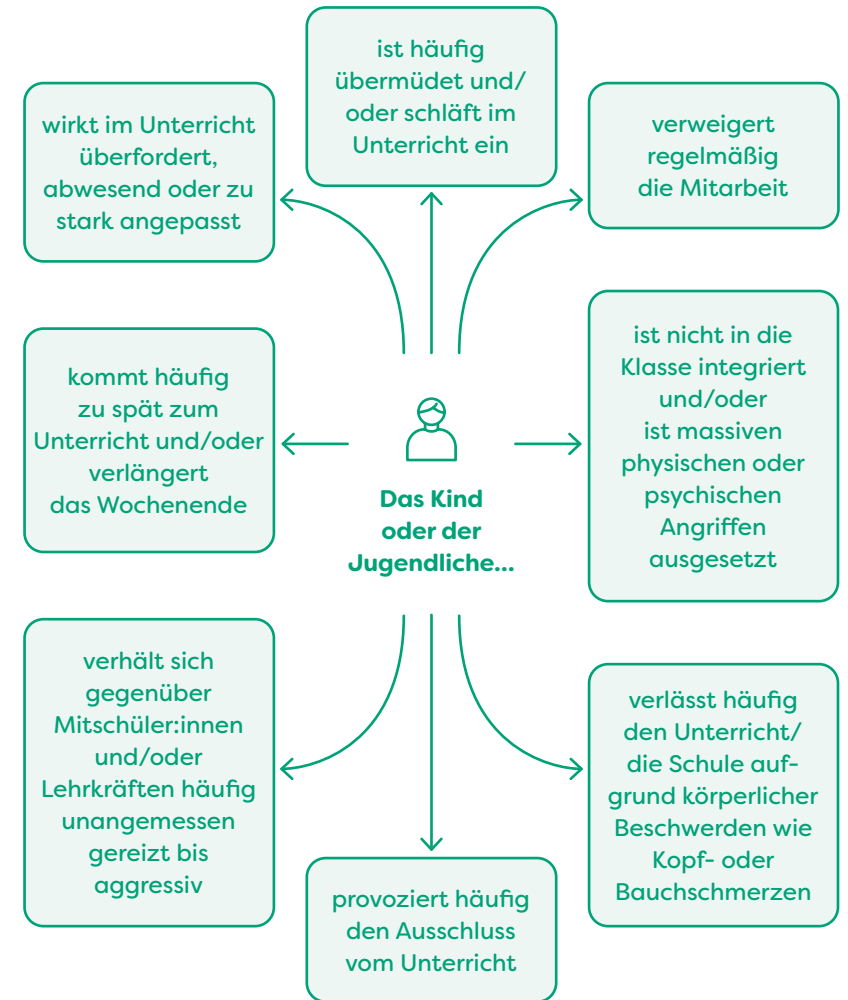 ist häufig
übermüdet und/
oder schläft im
Unterricht ein
wirkt im Unterricht
überfordert,
abwesend oder zu
stark angepasst
verweigert
regelmäßig
die Mitarbeit
kommt häufig
zu spät zum
Unterricht und/oder
verlängert
das Wochenende
Das Kind
oder der
Jugendliche...
ist nicht in die
Klasse integriert
und/oder
ist massiven
physischen oder
psychischen
Angriffen
ausgesetzt
verhält sich
gegenüber
Mitschüler:innen
und/oder
Lehrkräften häufig
unangemessen
gereizt bis
aggressiv
provoziert häufig
den Ausschluss
vom Unterricht
verlässt häufig
den Unterricht/
die Schule auf-
grund körperlicher
Beschwerden wie
Kopf- oder
Bauchschmerzen